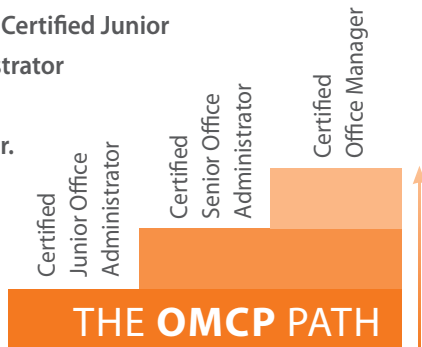 Certified Junior
strator
r.
Certified
Junior Office
Administrator
Certified
Senior Office
Administrator
Certified
Office Manager
THE OMCP PATH